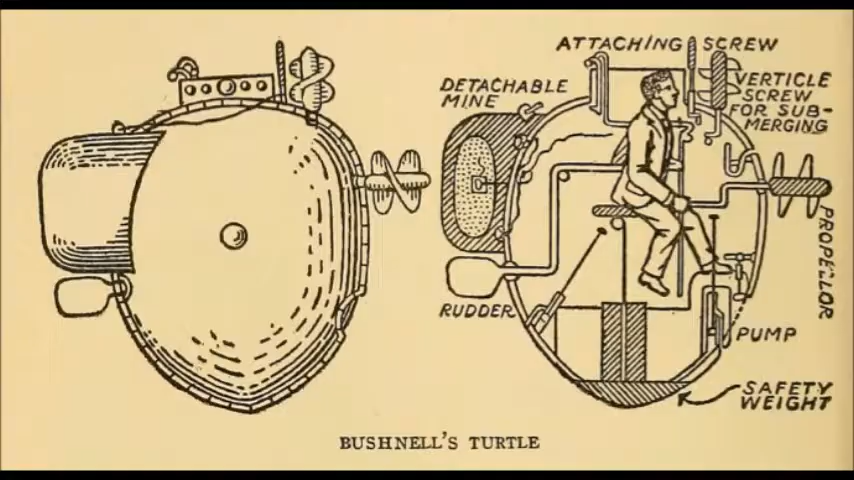 ATTACHING SCREW
DETACHABLE
MINE
VERTICLE
SCREW
FOR SUB-
MERGING
PROPELLOR
RUDDER
PUMP
SAFETY
WEIGHT
BUSHNELL'S TURTLE